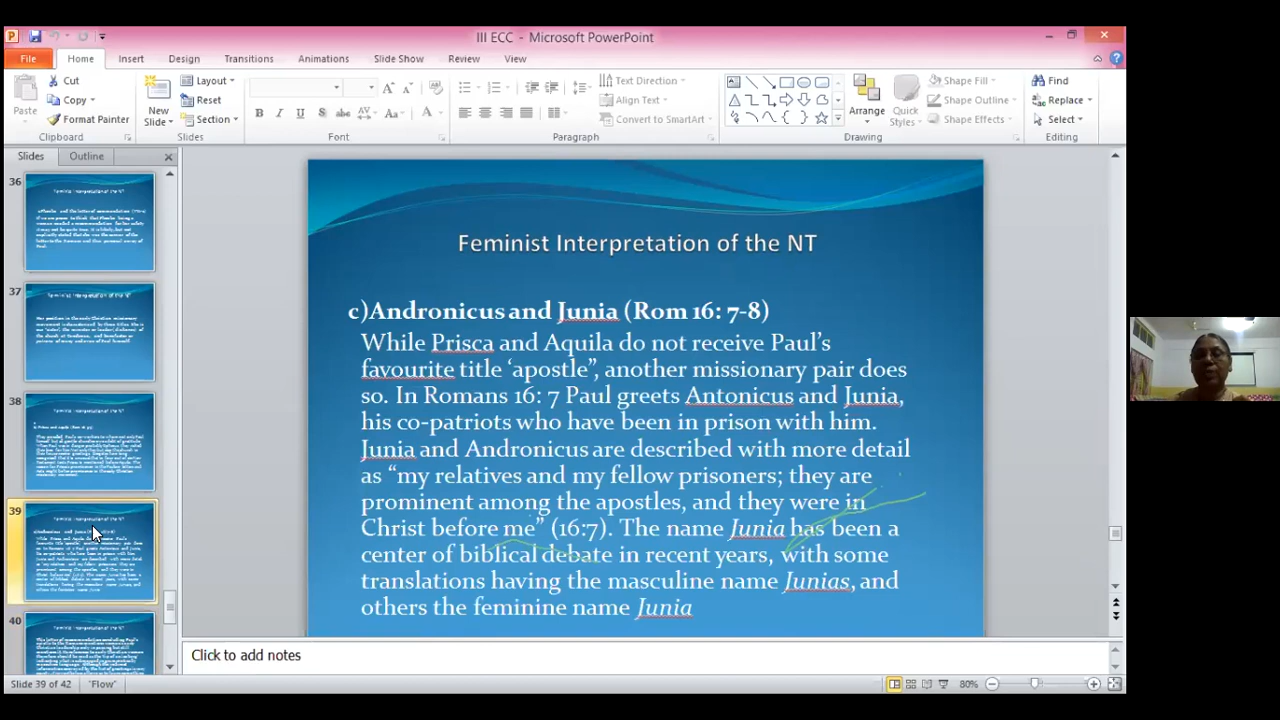 III ECC - Microsoft PowerPoint
File Home Insert Design Transitions Animations Slide Show Review View
Cut
Copy
Format Painter
Paste
Clipboard
New Slide
Layout
Reset
Section
Slides
B I U S abc AV Aa A
Font
Text Direction
Align Text
Convert to SmartArt
Paragraph
Arrange
Quick Styles
Shape Fill
Shape Outline
Shape Effects
Drawing
Find
Replace
Select
Editing
Slides Outline
36
37
38
39
40
Feminist Interpretation of the NT
c)Andronicus and Junia (Rom 16: 7-8)
While Prisca and Aquila do not receive Paul's
favourite title ‘apostle”, another missionary pair does
so. In Romans 16: 7 Paul greets Antonicus and Junia,
his co-patriots who have been in prison with him.
Junia and Andronicus are described with more detail
as “my relatives and my fellow prisoners; they are
prominent among the apostles, and they were in
Christ before me” (16:7). The name Junia has been a
center of biblical debate in recent years, with some
translations having the masculine name Junias, and
others the feminine name Junia
Click to add notes
Slide 39 of 42
"Flow"
80%